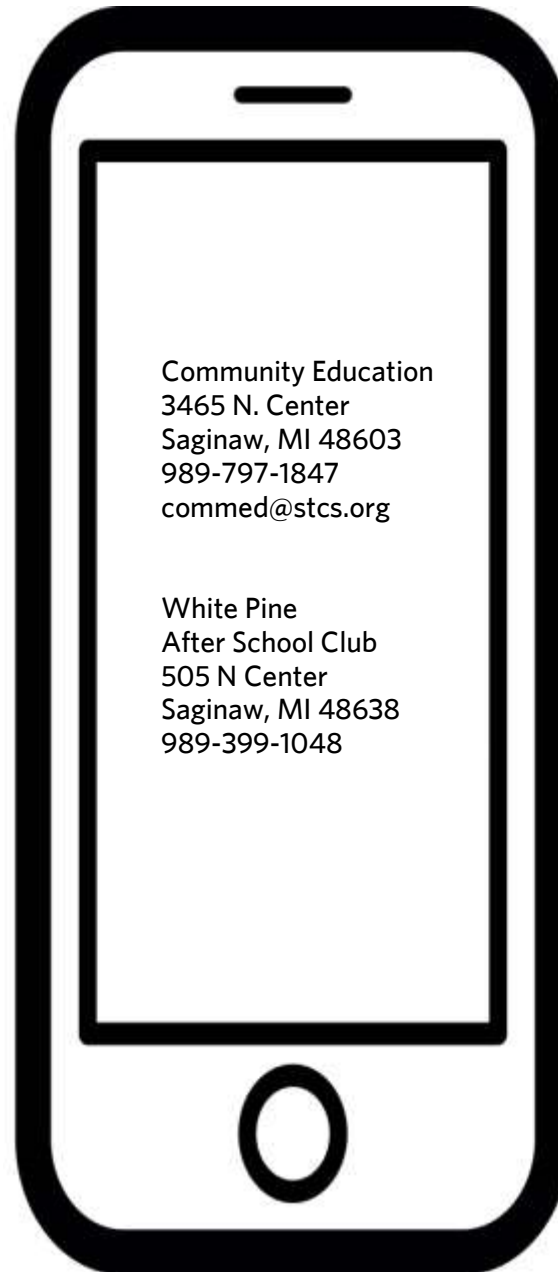 Community Education
3465 N. Center
Saginaw, MI 48603
989-797-1847
commed@stcs.org
White Pine
After School Club
505 N Center
Saginaw, MI 48638
989-399-1048